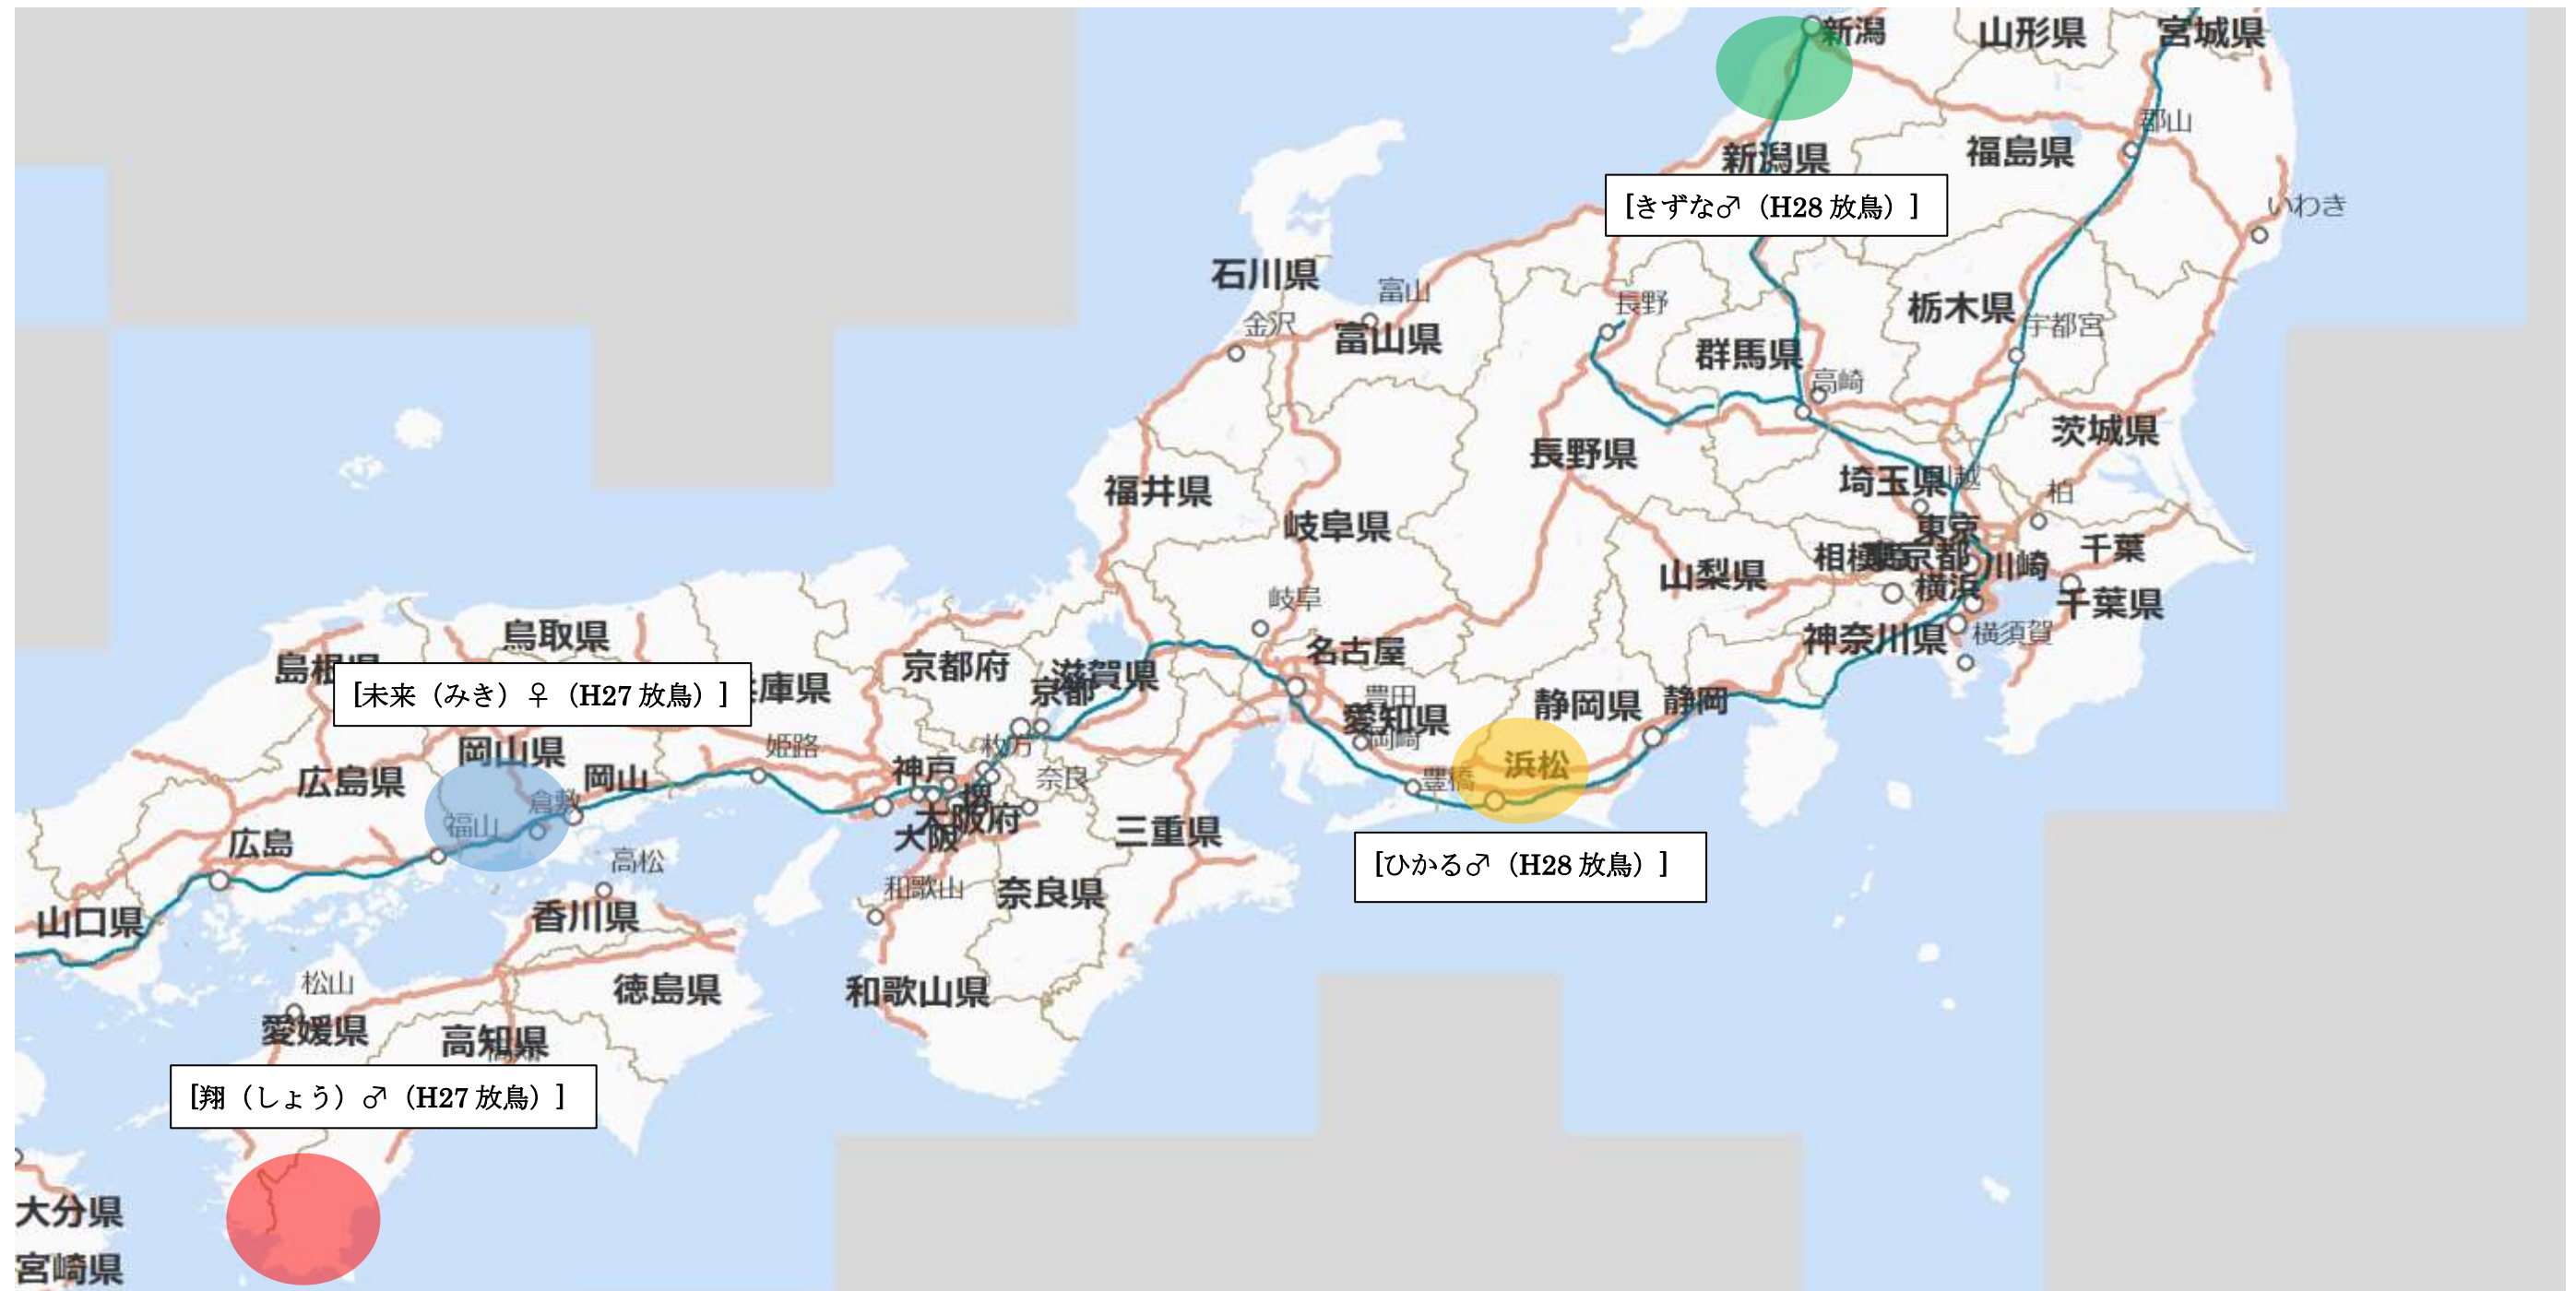 新潟
山形県
宮城県
郡山
福島県
新潟県
[きずな♂（H28 放鳥）]
いわき
石川県
富山
長野
栃木県
宇都宮
金沢
富山県
群馬県
高崎
茨城県
長野県
福井県
埼玉県
柏
岐阜県
東京
千葉
川崎
山梨県
横浜
千葉県
岐阜
神奈川県
横須賀
鳥取県
名古屋
京都府
滋賀県
[未来（みき）♀（H27 放鳥）]
京都
豊田
静岡県
静岡
愛知県
岡崎
岡山県
姫路
枚方
浜松
広島県
岡山
神戸
堺
奈良
豊橋
倉敷
福山
大阪府
大阪
三重県
広島
高松
[ひかる♂（H28 放鳥）]
和歌山
奈良県
山口県
香川県
松山
徳島県
和歌山県
愛媛県
高知県
[翔（しょう）♂（H27 放鳥）]
大分県
宮崎県